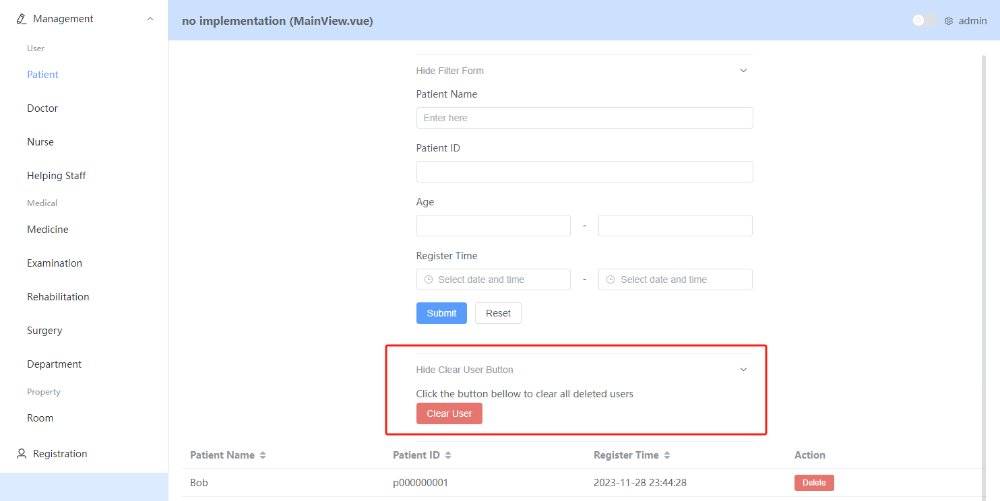 Management
User
Patient
Doctor
Nurse
Helping Staff
Medical
Medicine
Examination
Rehabilitation
Surgery
Department
Property
Room
Registration
no implementation (MainView.vue)
admin
Hide Filter Form
Patient Name
Enter here
Patient ID
Age
-
Register Time
Select date and time - Select date and time
Submit Reset
Hide Clear User Button
Click the button bellow to clear all deleted users
Clear User
Patient Name Patient ID Register Time Action
Bob p000000001 2023-11-28 23:44:28 Delete